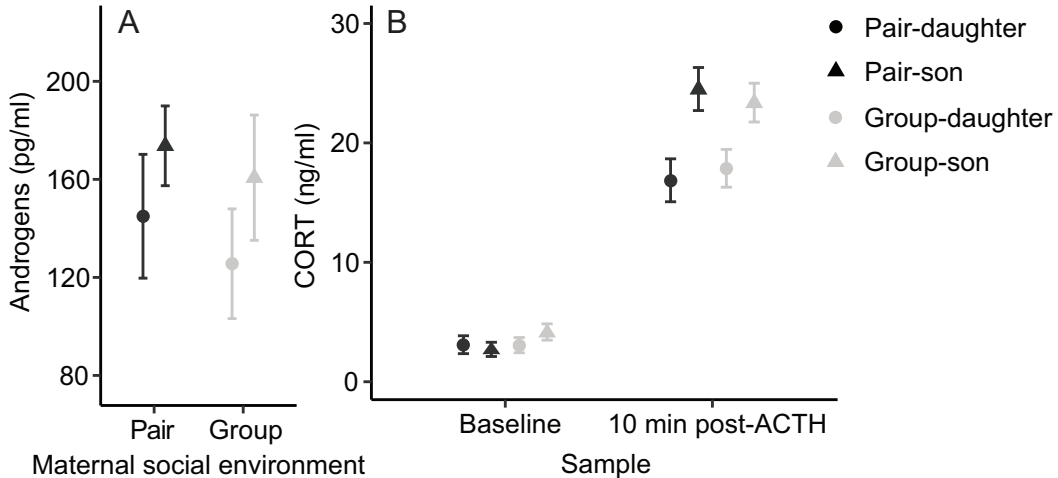 A
Androgens (pg/ml)
200
160
120
80
Pair Group
Maternal social environment
B
CORT (ng/ml)
30
20
10
0
Baseline 10 min post-ACTH
Sample
Pair-daughter
Pair-son
Group-daughter
Group-son